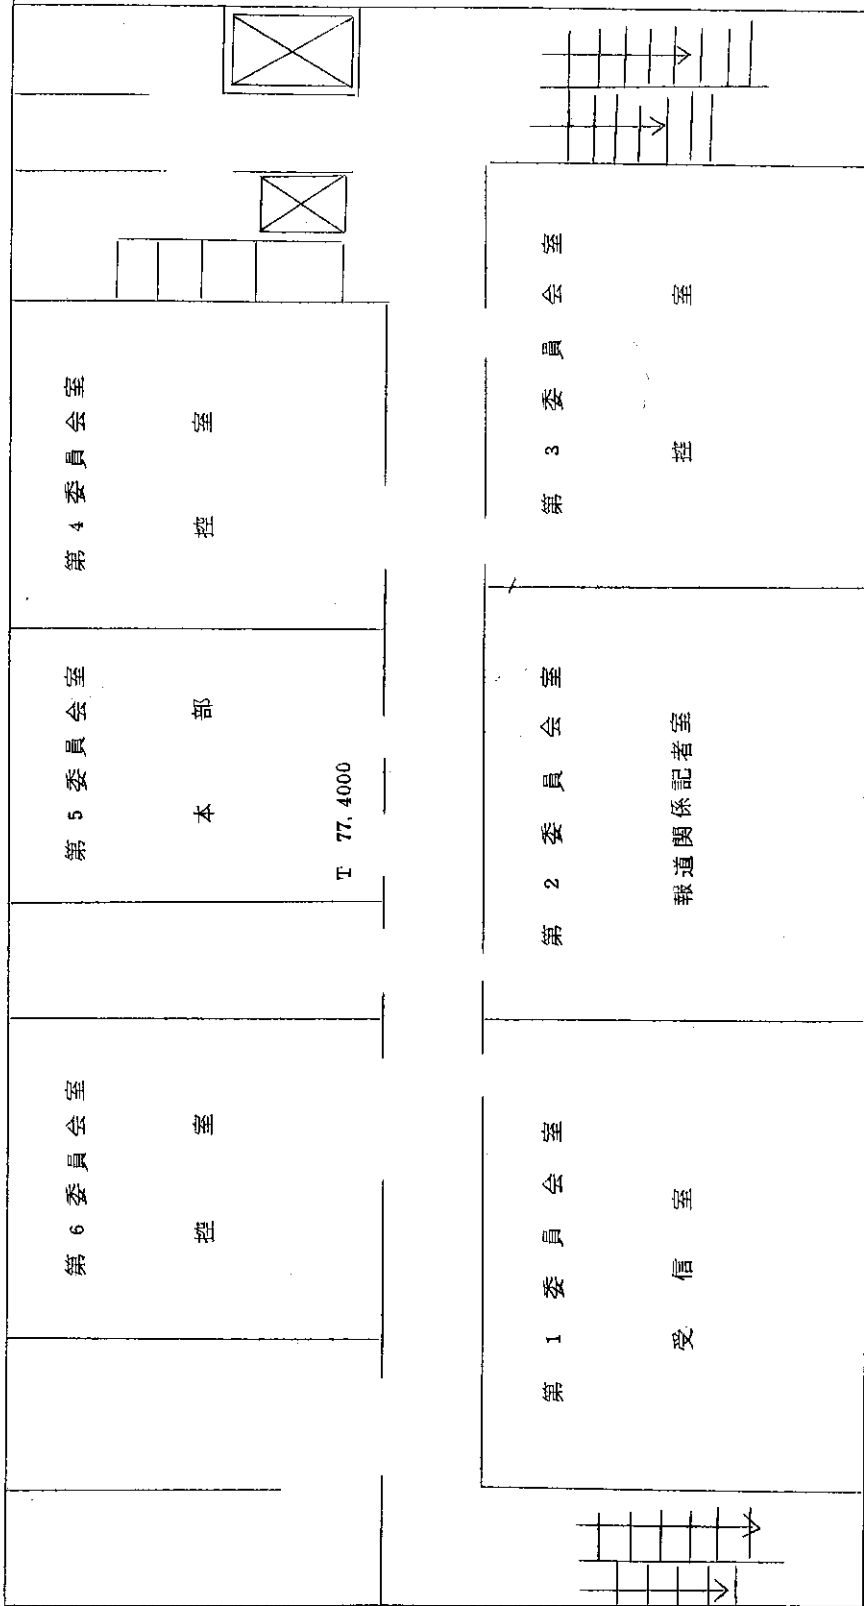 第6委員会室
控室
第5委員会室
本部
T 77,4000
第4委員会室
控室
第1委員会室
受信室
第2委員会室
報道関係記者室
第3委員会室
控室